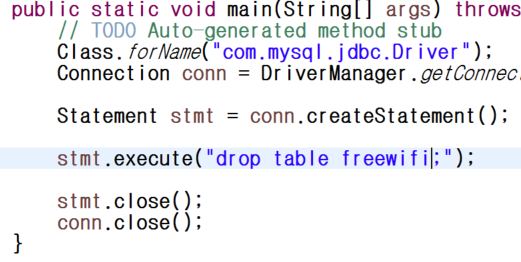 public static void main(String[] args) throws
// TODO Auto-generated method stub
Class.forName("com.mysql.jdbc.Driver");
Connection conn = DriverManager.getConnec
Statement stmt = conn.createStatement();
stmt.execute("drop table freewifi;");
stmt.close();
conn.close();
}